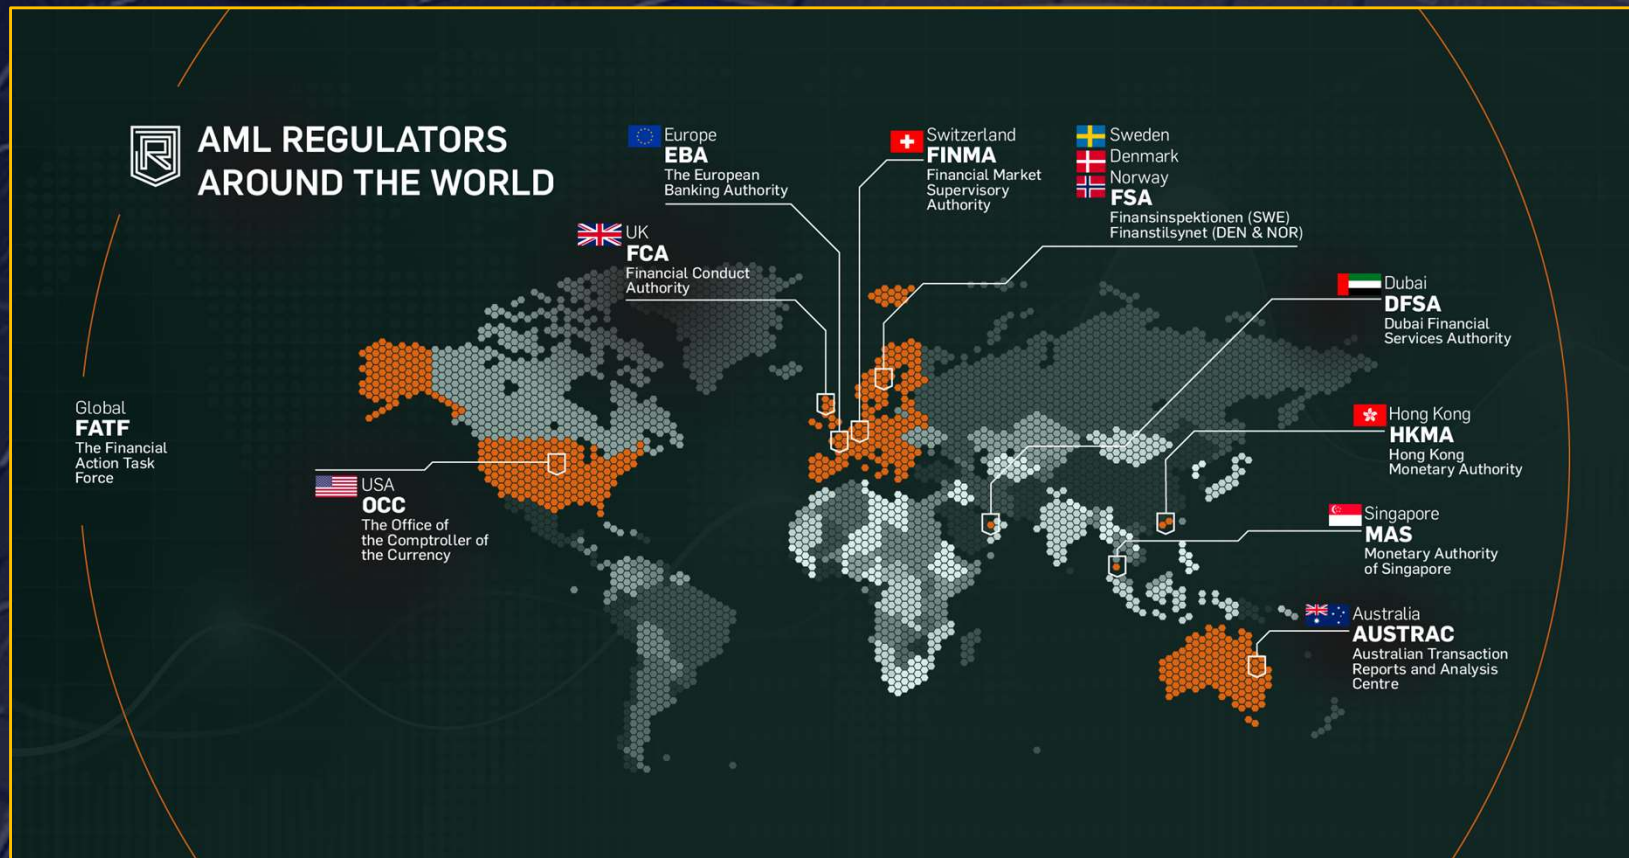 R
AML REGULATORS
AROUND THE WORLD
Europe
EBA
The European
Banking Authority
UK
FCA
Financial Conduct
Authority
Switzerland
FINMA
Financial Market
Supervisory
Authority
Sweden
Denmark
Norway
FSA
Finansinspektionen (SWE)
Finanstilsynet (DEN & NOR)
Dubai
DFSA
Dubai Financial
Services Authority
Global
FATF
The Financial
Action Task
Force
USA
OCC
The Office of
the Comptroller of
the Currency
Hong Kong
HKMA
Hong Kong
Monetary Authority
Singapore
MAS
Monetary Authority
of Singapore
Australia
AUSTRAC
Australian Transaction
Reports and Analysis
Centre